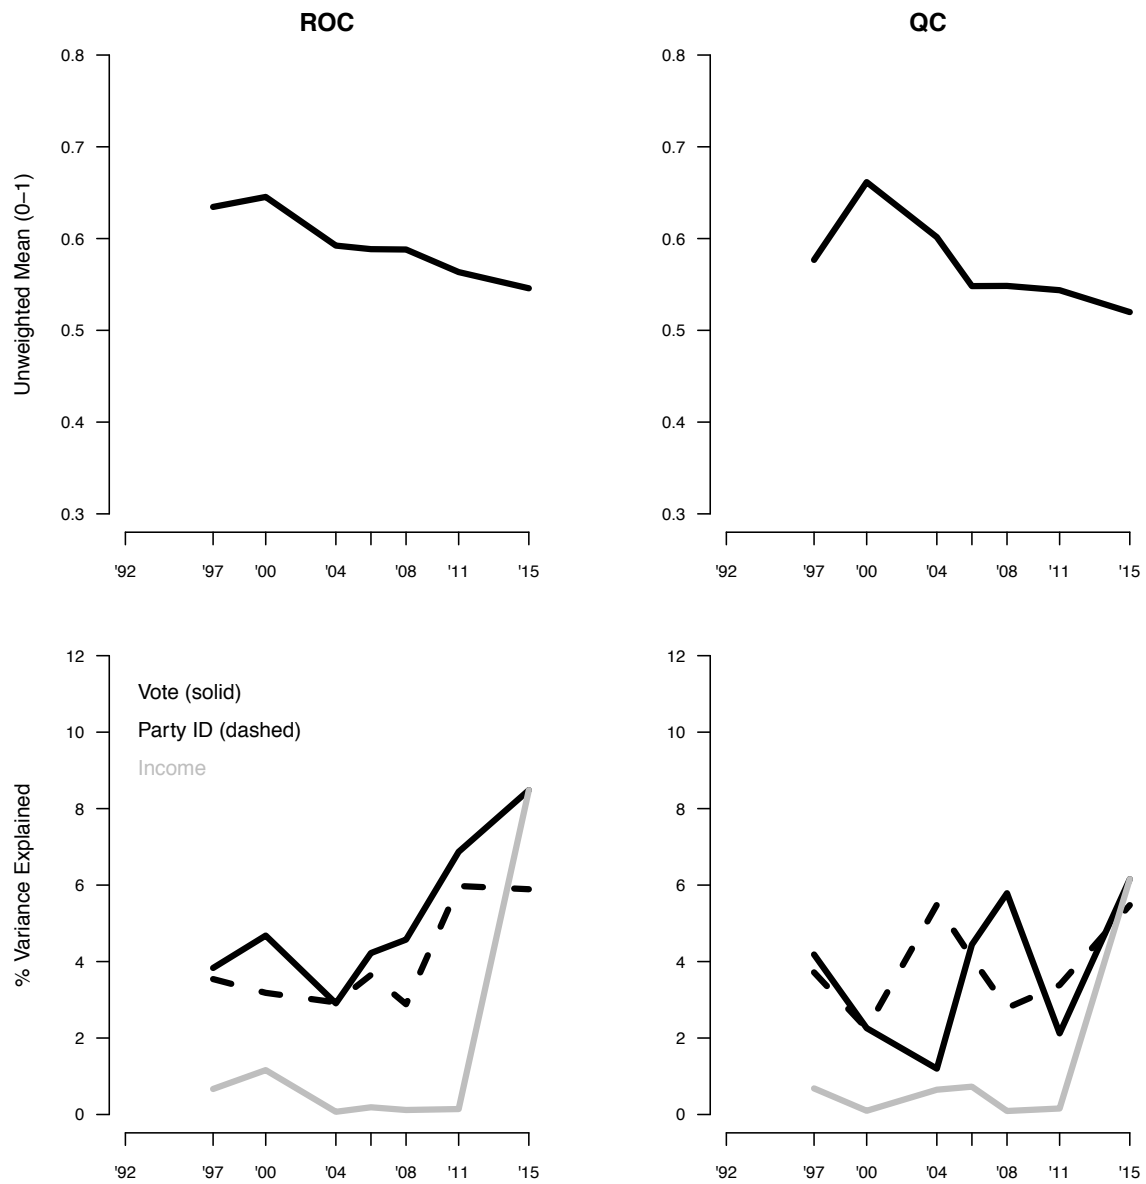 ROC
QC
Unweighted Mean (0−1)
0.8
0.7
0.6
0.5
0.4
0.3
'92 '97 '00 '04 '08 '11 '15
0.8
0.7
0.6
0.5
0.4
0.3
'92 '97 '00 '04 '08 '11 '15
% Variance Explained
12
10
8
6
4
2
0
Vote (solid)
Party ID (dashed)
Income
'92 '97 '00 '04 '08 '11 '15
12
10
8
6
4
2
0
'92 '97 '00 '04 '08 '11 '15